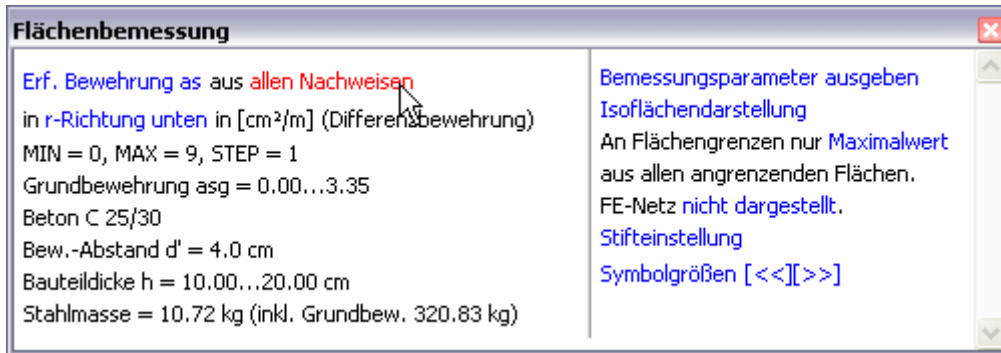 Flächenbemessung
Erf. Bewehrung as aus allen Nachweisen
in r-Richtung unten in [cm²/m] (Differenzbewehrung)
MIN = 0, MAX = 9, STEP = 1
Grundbewehrung asg = 0.00...3.35
Beton C 25/30
Bew.-Abstand d' = 4.0 cm
Bauteildicke h = 10.00...20.00 cm
Stahlmasse = 10.72 kg (inkl. Grundbew. 320.83 kg)
Bemessungsparameter ausgeben
Isoflächendarstellung
An Flächengrenzen nur Maximalwert
aus allen angrenzenden Flächen.
FE-Netz nicht dargestellt.
Stifteinstellung
Symbolgrößen [<<][>>]